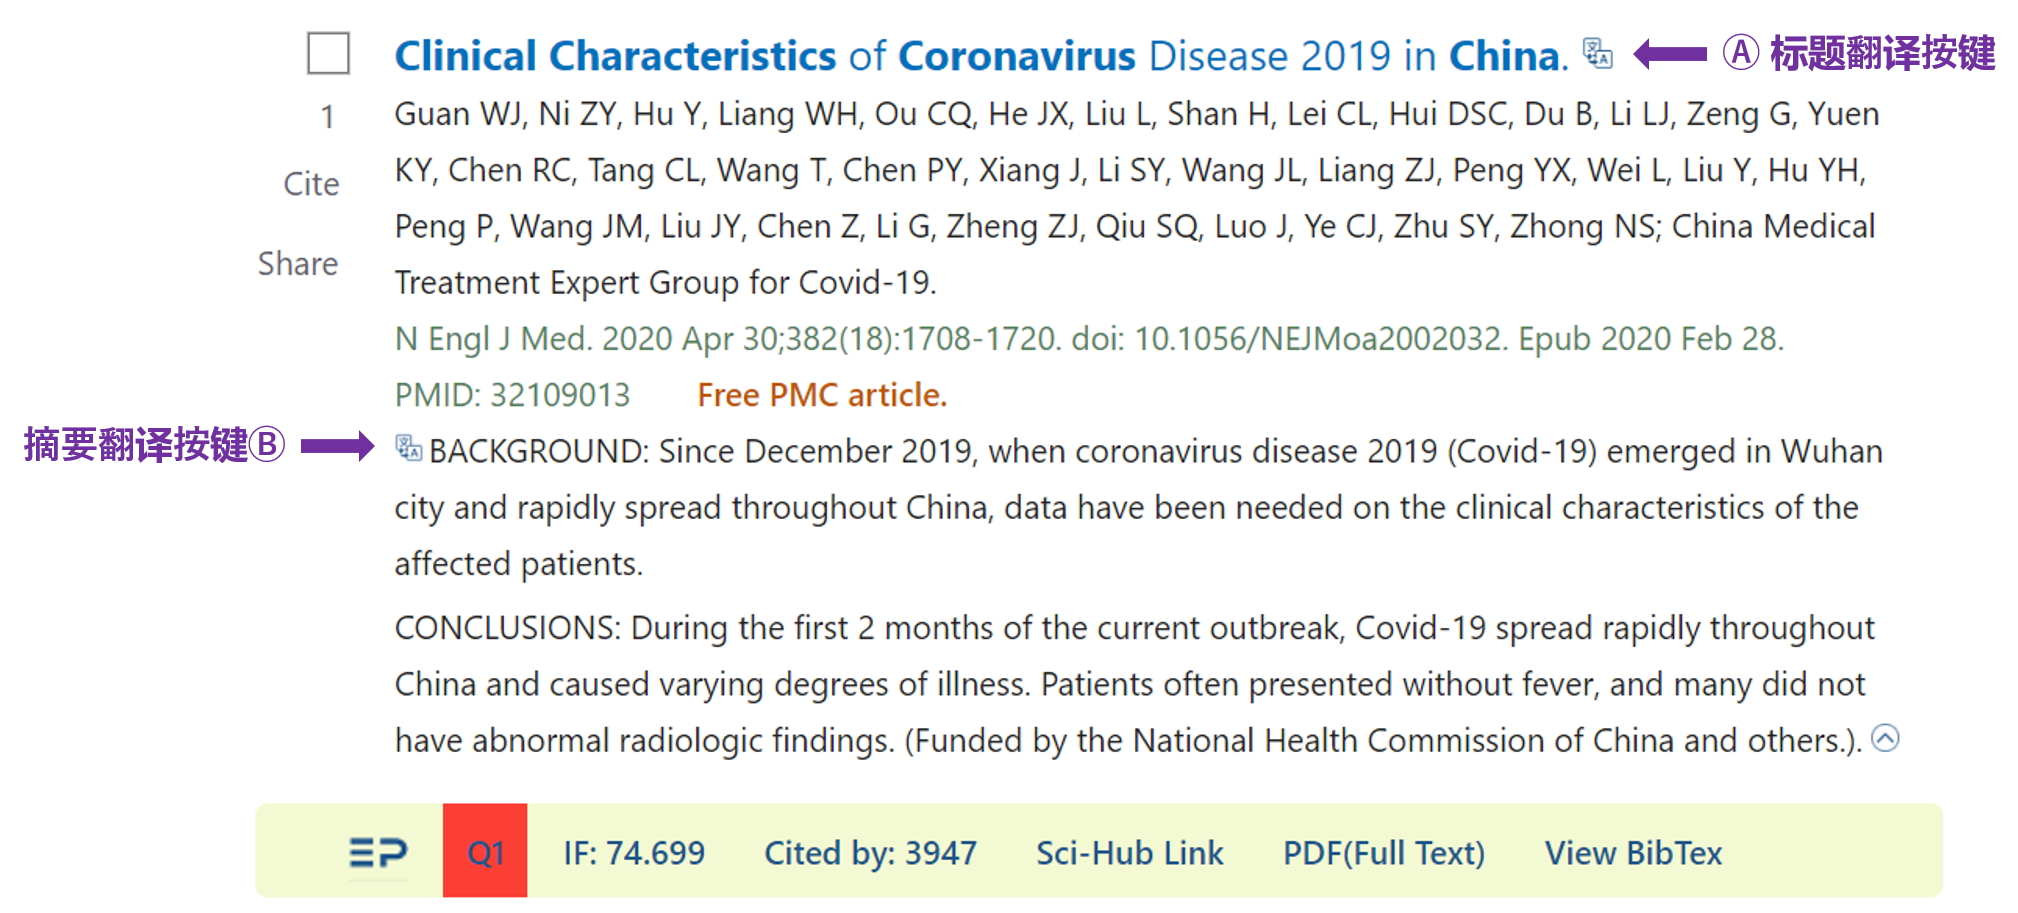 Clinical Characteristics of Coronavirus Disease 2019 in China. Ⓐ 标题翻译按键
1
Cite
Share
Guan WJ, Ni ZY, Hu Y, Liang WH, Ou CQ, He JX, Liu L, Shan H, Lei CL, Hui DSC, Du B, Li LJ, Zeng G, Yuen
KY, Chen RC, Tang CL, Wang T, Chen PY, Xiang J, Li SY, Wang JL, Liang ZJ, Peng YX, Wei L, Liu Y, Hu YH,
Peng P, Wang JM, Liu JY, Chen Z, Li G, Zheng ZJ, Qiu SQ, Luo J, Ye CJ, Zhu SY, Zhong NS; China Medical
Treatment Expert Group for Covid-19.
N Engl J Med. 2020 Apr 30;382(18):1708-1720. doi: 10.1056/NEJMoa2002032. Epub 2020 Feb 28.
PMID: 32109013 Free PMC article.
摘要翻译按键Ⓑ
BACKGROUND: Since December 2019, when coronavirus disease 2019 (Covid-19) emerged in Wuhan
city and rapidly spread throughout China, data have been needed on the clinical characteristics of the
affected patients.
CONCLUSIONS: During the first 2 months of the current outbreak, Covid-19 spread rapidly throughout
China and caused varying degrees of illness. Patients often presented without fever, and many did not
have abnormal radiologic findings. (Funded by the National Health Commission of China and others.).
EP Q1 IF: 74.699 Cited by: 3947 Sci-Hub Link PDF(Full Text) View BibTex